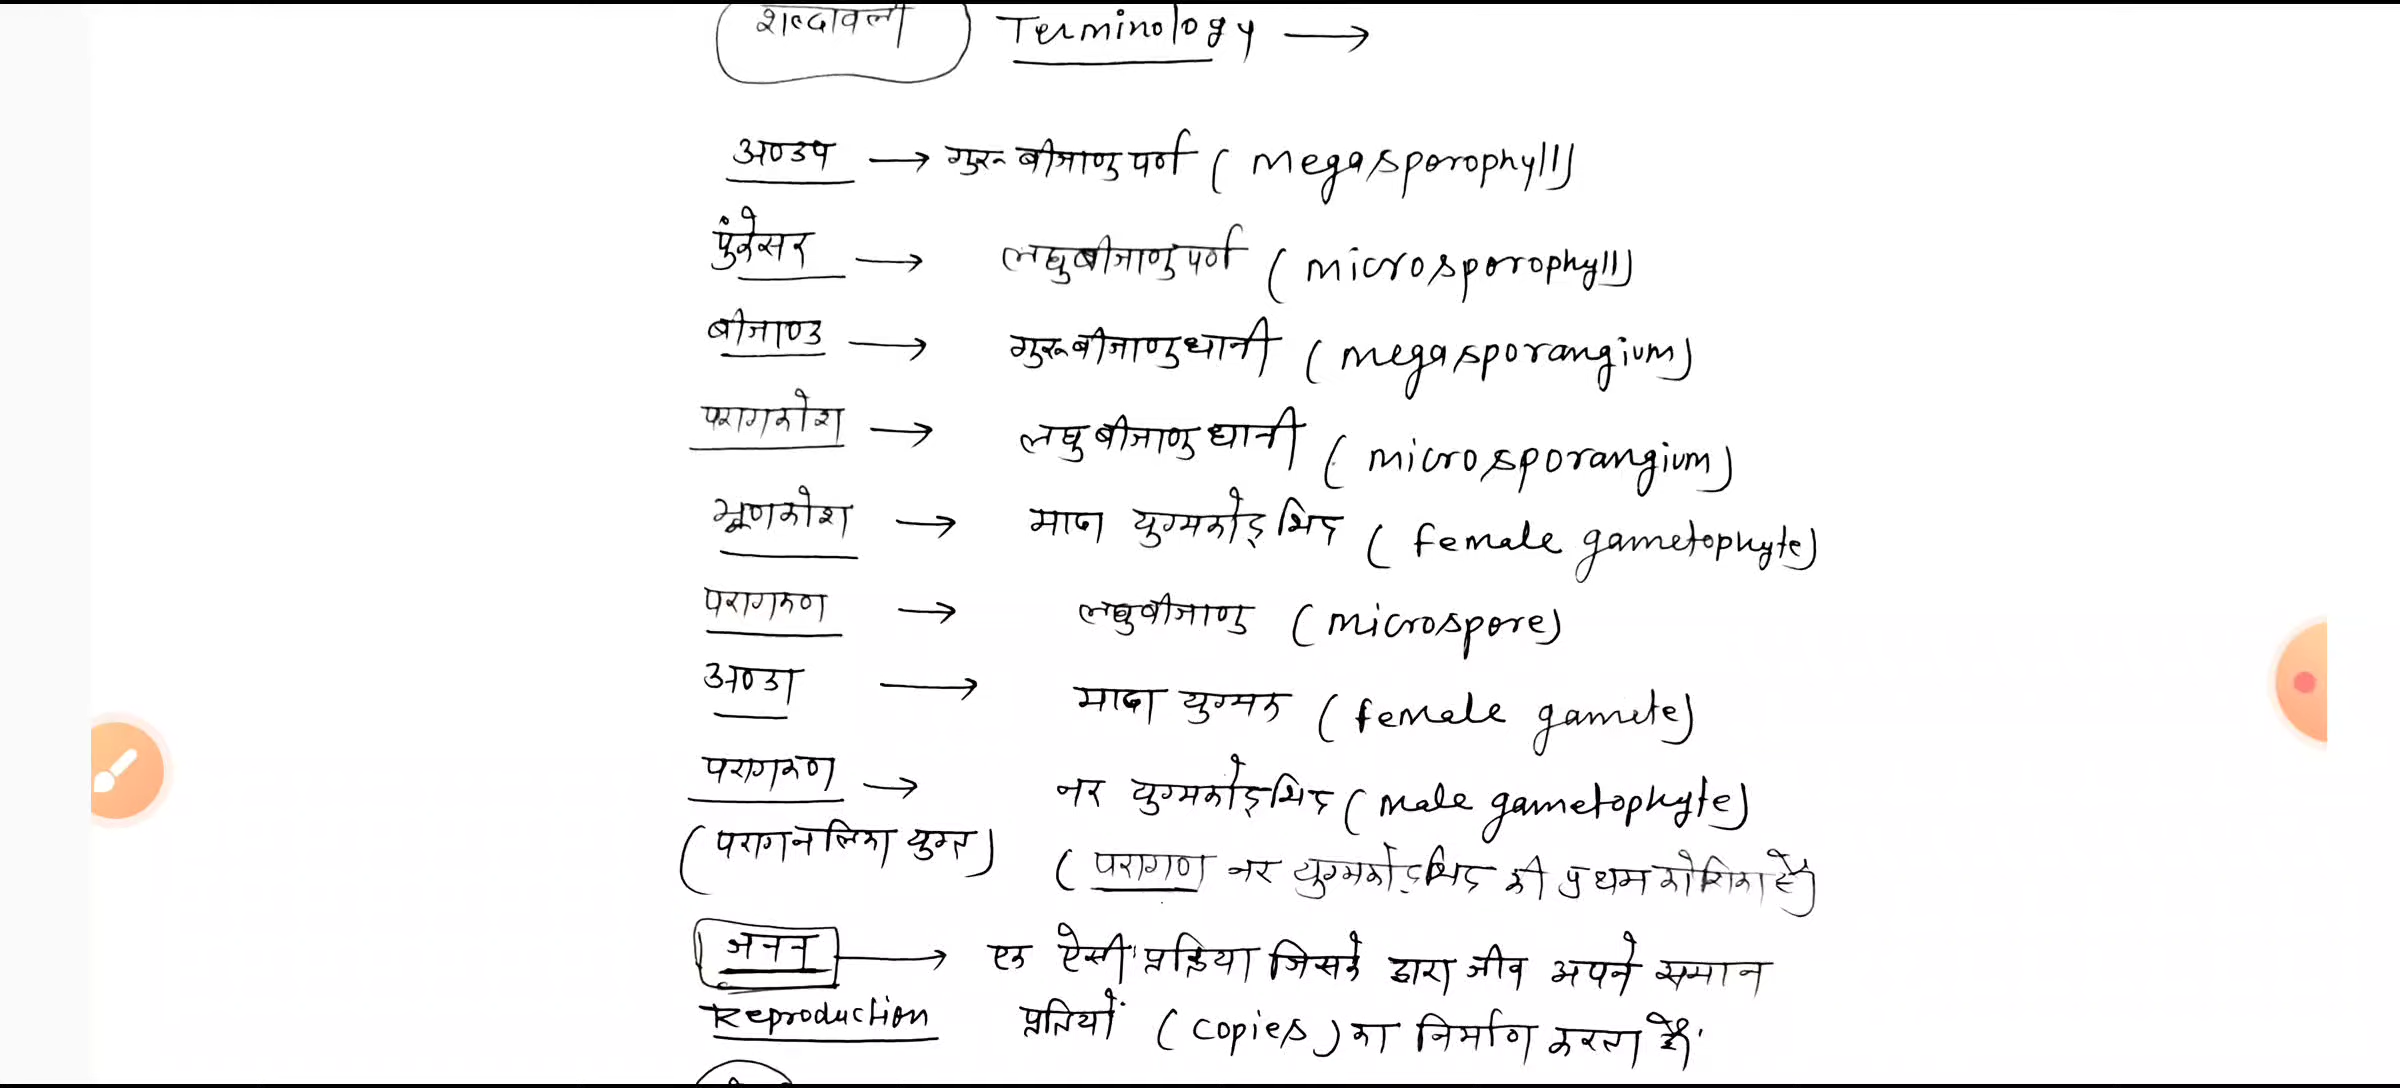 शब्दावली Terminology →
अण्डप → गुरूबीजाणुपर्ण (megasporophyll)
पुंकेसर → लघुबीजाणुपर्ण (microsporophyll)
बीजाण्ड → गुरूबीजाणुधानी (megasporangium)
परागकोश → लघुबीजाणुधानी (microsporangium)
भ्रूणकोश → मादा युग्मकोद्भिद (female gametophyte)
परागकण → लघुबीजाणु (microspore)
अण्डा → मादा युग्मक (female gamete)
परागकण → नर युग्मकोद्भिद (male gametophyte)
(परागनलिका युक्त) (परागण नर युग्मकोद्भिद की प्रथम कोशिका है)
जनन → एक ऐसी प्रक्रिया जिसके द्वारा जीव अपने समान
Reproduction प्रतियों (copies) का निर्माण करता है।